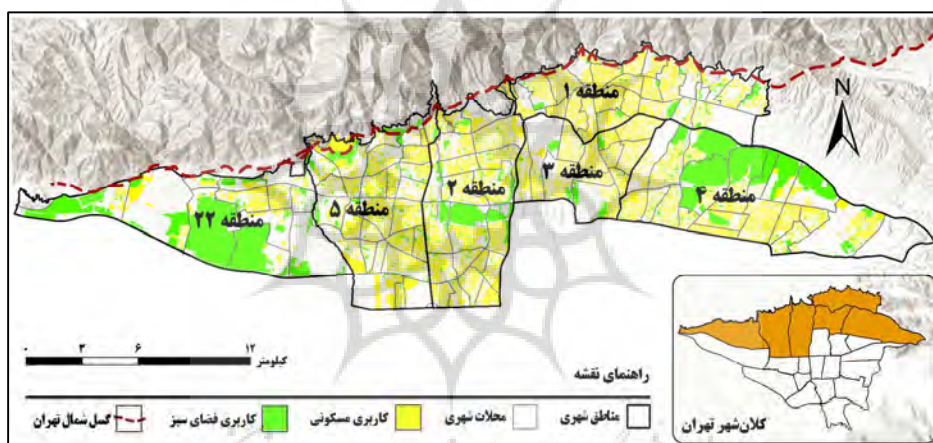 منطقه ۱
N
منطقه ۲
منطقه ۳
منطقه ۴
منطقه ۵
منطقه ۲۲
۰ ۳ ۶ ۱۲
کیلومتر
راهنمای نقشه
مناطق شهری
محلات شهری
کاربری مسکونی
کاربری فضای سبز
گسل شمال تهران
کلان‌شهر تهران